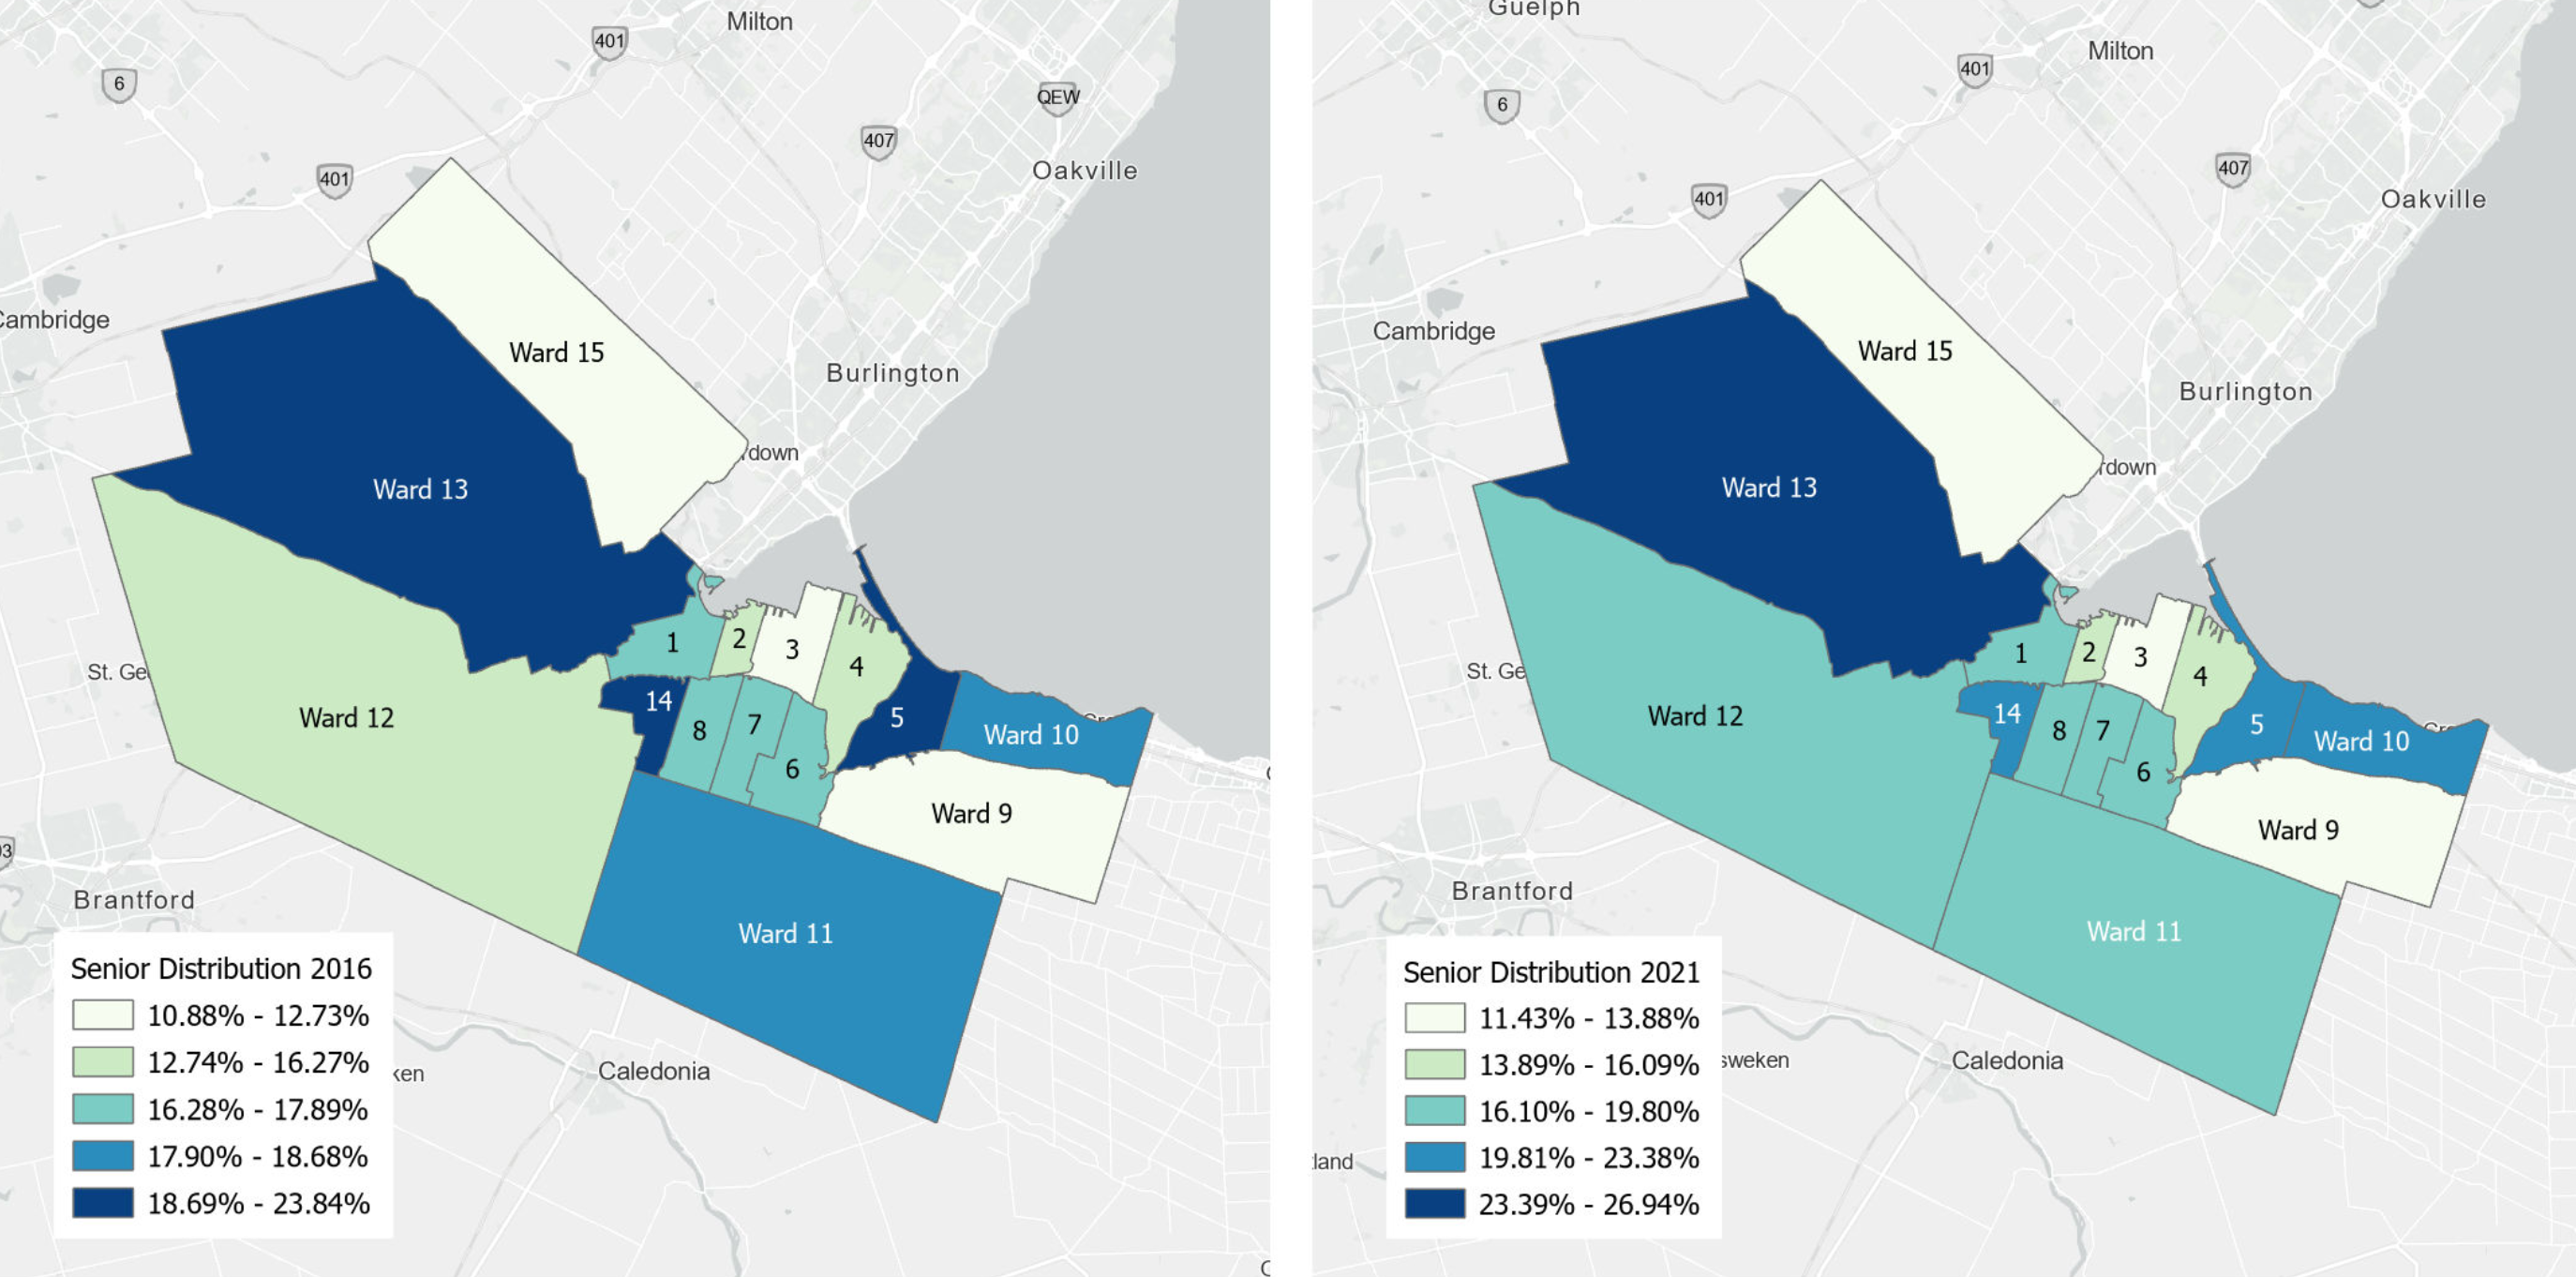 Milton
401
6
QEW
407
Oakville
401
Cambridge
Ward 15
Burlington
rdown
Ward 13
1
2
3
4
St. Ge
14
5
Ward 12
8
7
Ward 10
6
Ward 9
03
Brantford
Ward 11
Senior Distribution 2016
10.88% - 12.73%
12.74% - 16.27%
16.28% - 17.89%
17.90% - 18.68%
18.69% - 23.84%
ken
Caledonia
Guelph
Milton
401
6
407
401
Oakville
Cambridge
Ward 15
Burlington
rdown
Ward 13
1
2
3
4
St. Ge
14
5
Ward 12
8
7
Ward 10
6
Ward 9
Brantford
Ward 11
Senior Distribution 2021
11.43% - 13.88%
13.89% - 16.09%
16.10% - 19.80%
19.81% - 23.38%
23.39% - 26.94%
sweken
Caledonia
tland